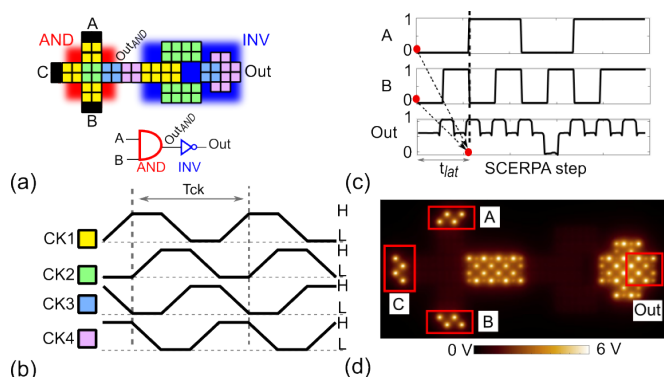 A
AND
Out_AND
INV
C
Out
B
A
Out_AND
Out
B
AND
INV
(a)
Tck
H
CK1
L
CK2
CK3
H
L
H
CK4
L
(b)
1
A
0
1
B
0
1
Out
0
t_lat
SCERPA step
(c)
A
C
B
Out
0 V
6 V
(d)